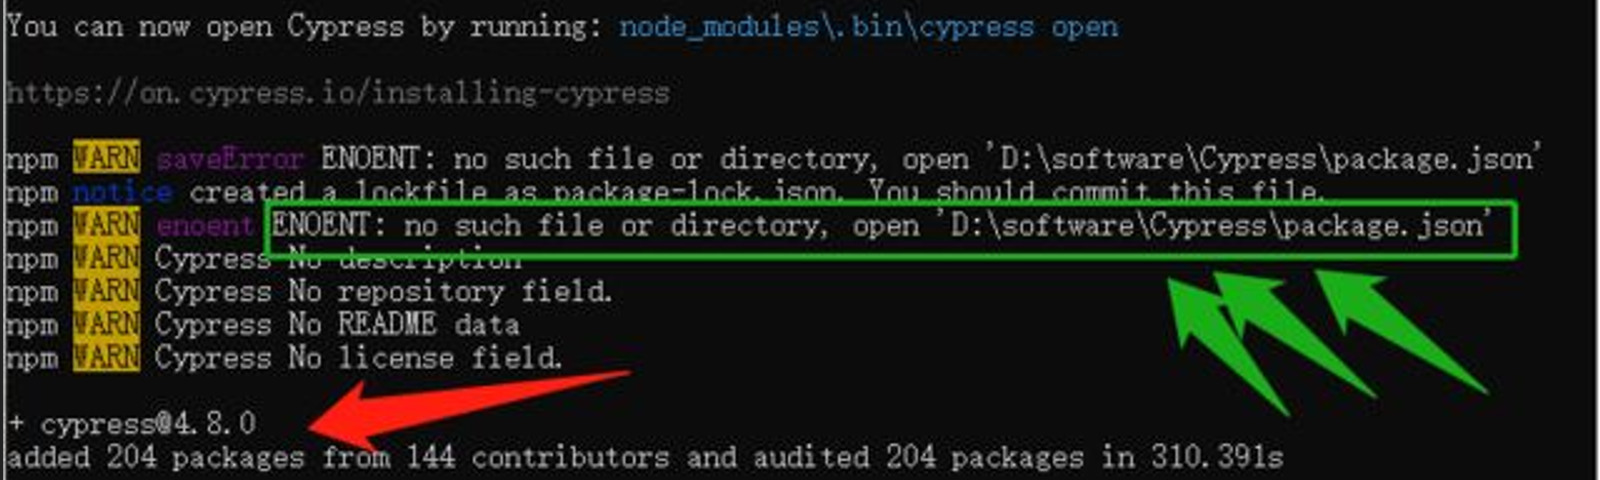 You can now open Cypress by running: node_modules\.bin\cypress open
https://on.cypress.io/installing-cypress
npm WARN saveError ENOENT: no such file or directory, open 'D:\software\Cypress\package.json'
npm notice created a lockfile as package-lock.json. You should commit this file.
npm WARN enoent ENOENT: no such file or directory, open 'D:\software\Cypress\package.json'
npm WARN Cypress No description
npm WARN Cypress No repository field.
npm WARN Cypress No README data
npm WARN Cypress No license field.
+ cypress@4.8.0
added 204 packages from 144 contributors and audited 204 packages in 310.391s